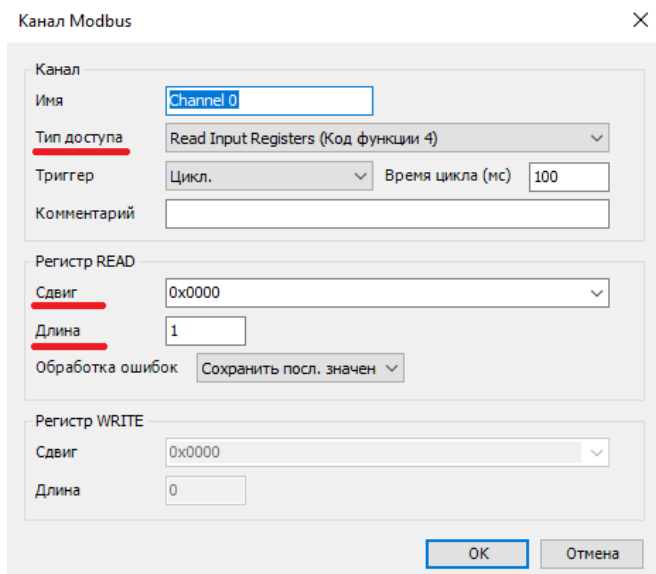 Канал Modbus
Канал
Имя Channel 0
Тип доступа Read Input Registers (Код функции 4)
Триггер Цикл. Время цикла (мс) 100
Комментарий
Регистр READ
Сдвиг 0x0000
Длина 1
Обработка ошибок Сохранить посл. значен
Регистр WRITE
Сдвиг 0x0000
Длина 0
OK Отмена